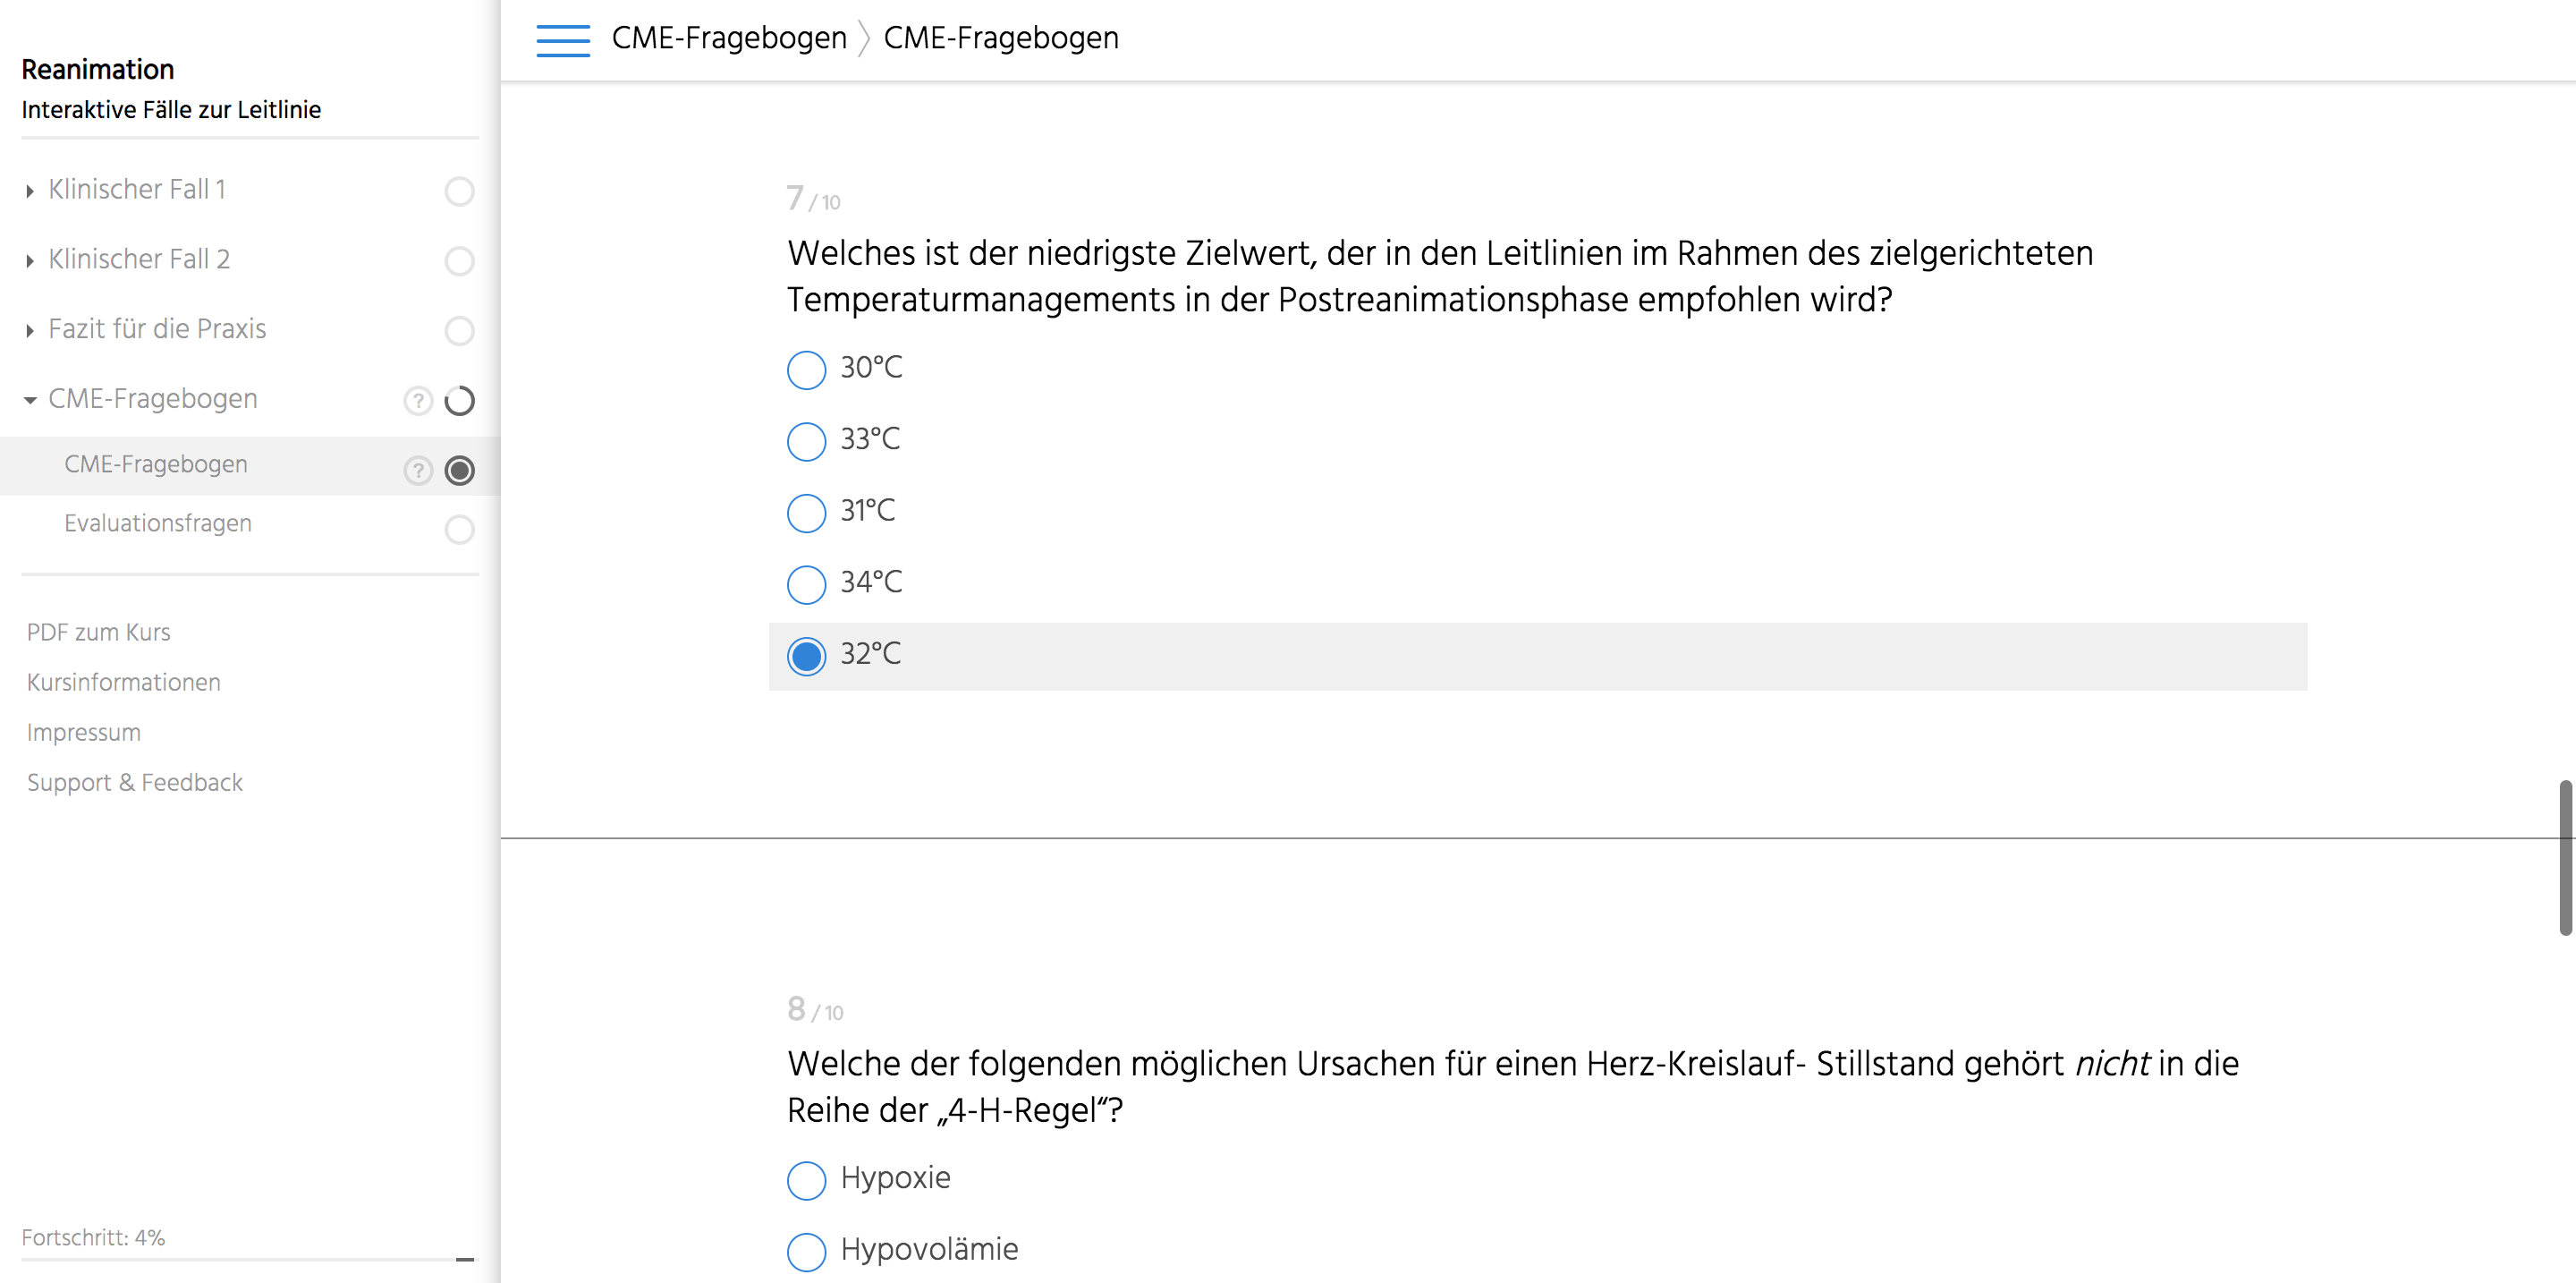 Reanimation
Interaktive Fälle zur Leitlinie
Klinischer Fall 1
Klinischer Fall 2
Fazit für die Praxis
CME-Fragebogen ?
CME-Fragebogen ?
Evaluationsfragen
PDF zum Kurs
Kursinformationen
Impressum
Support & Feedback
Fortschritt: 4%
CME-Fragebogen 〉 CME-Fragebogen
7 / 10
Welches ist der niedrigste Zielwert, der in den Leitlinien im Rahmen des zielgerichteten
Temperaturmanagements in der Postreanimationsphase empfohlen wird?
30°C
33°C
31°C
34°C
32°C
8 / 10
Welche der folgenden möglichen Ursachen für einen Herz-Kreislauf- Stillstand gehört nicht in die
Reihe der „4-H-Regel“?
Hypoxie
Hypovolämie